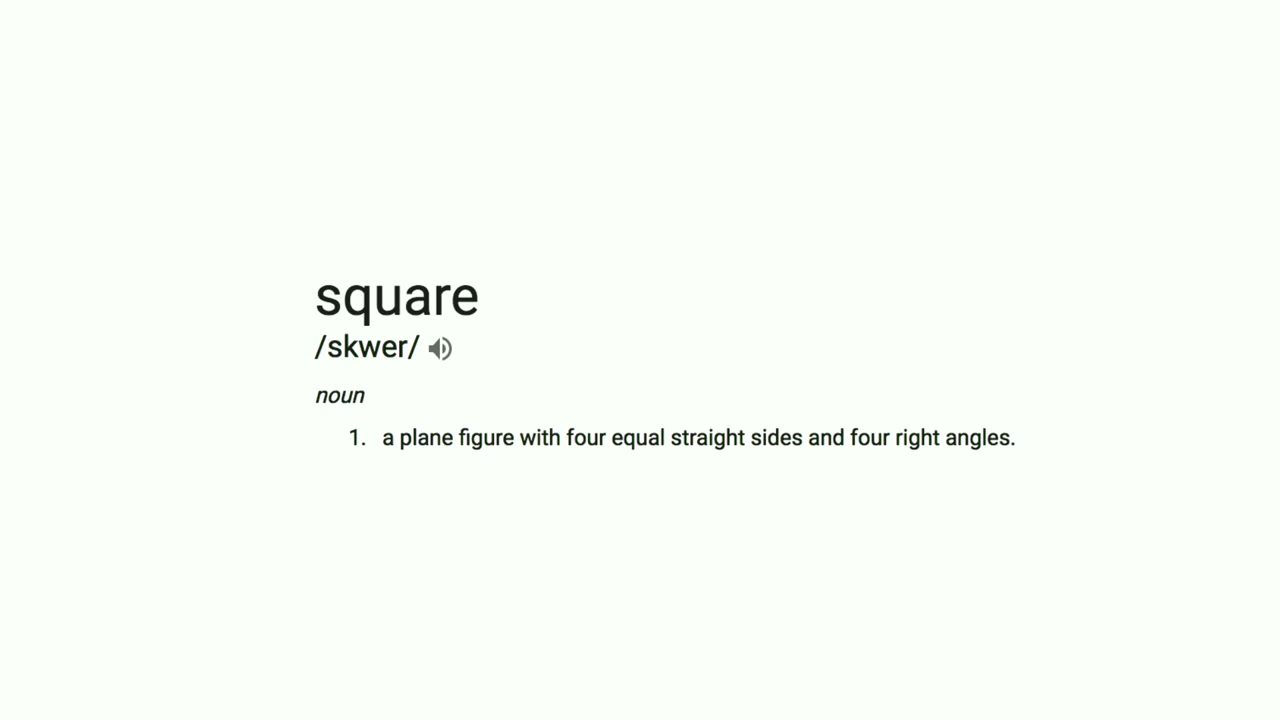 square
/skwer/
noun
1. a plane figure with four equal straight sides and four right angles.